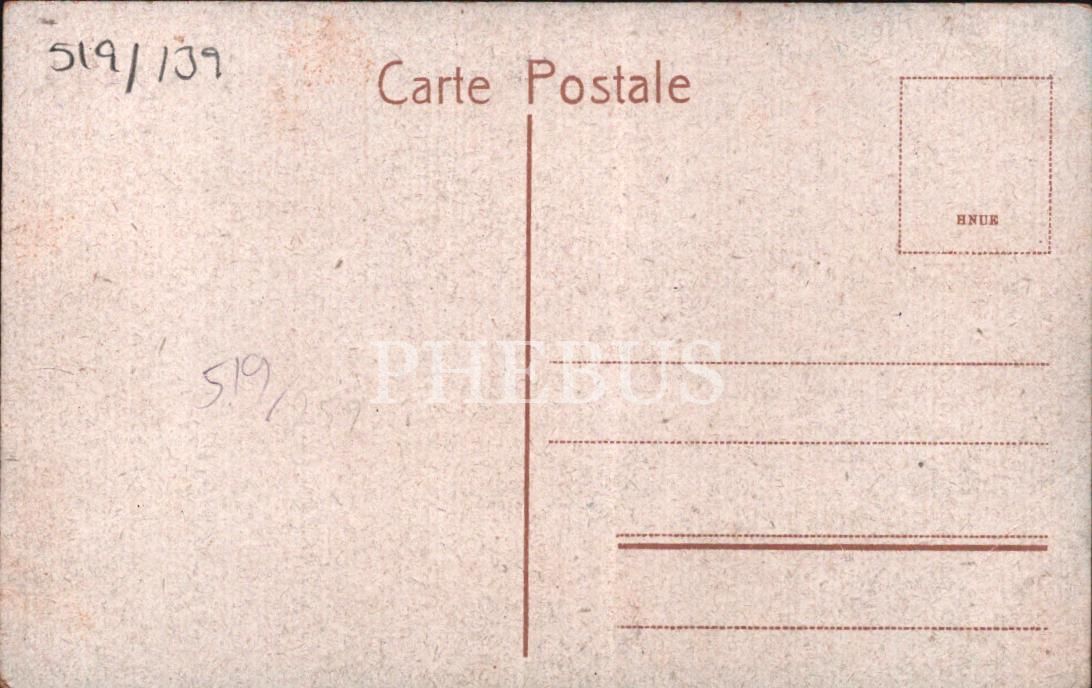 519/139
Carte Postale
HNUE
PHEBUS
519/